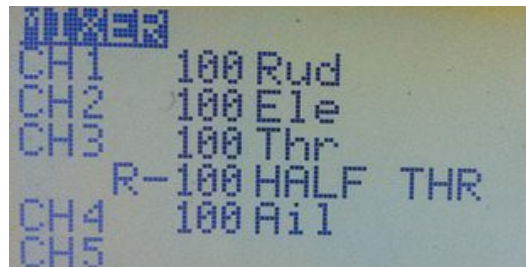 MIXER
CH1 100 Rud
CH2 100 Ele
CH3 100 Thr
R-100 HALF THR
CH4 100 Ail
CH5